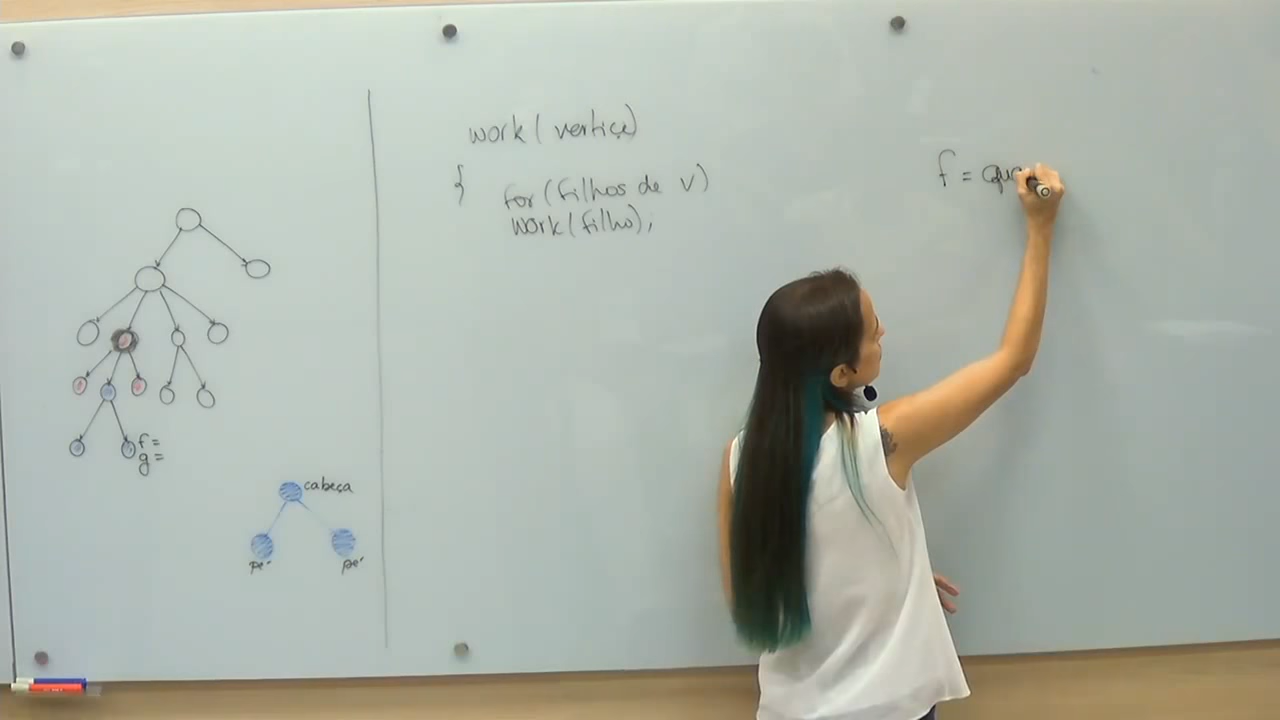 work(vertice)
{
for(filhos de v)
work(filho);
f =
f =
g =
cabeça
pé
pé